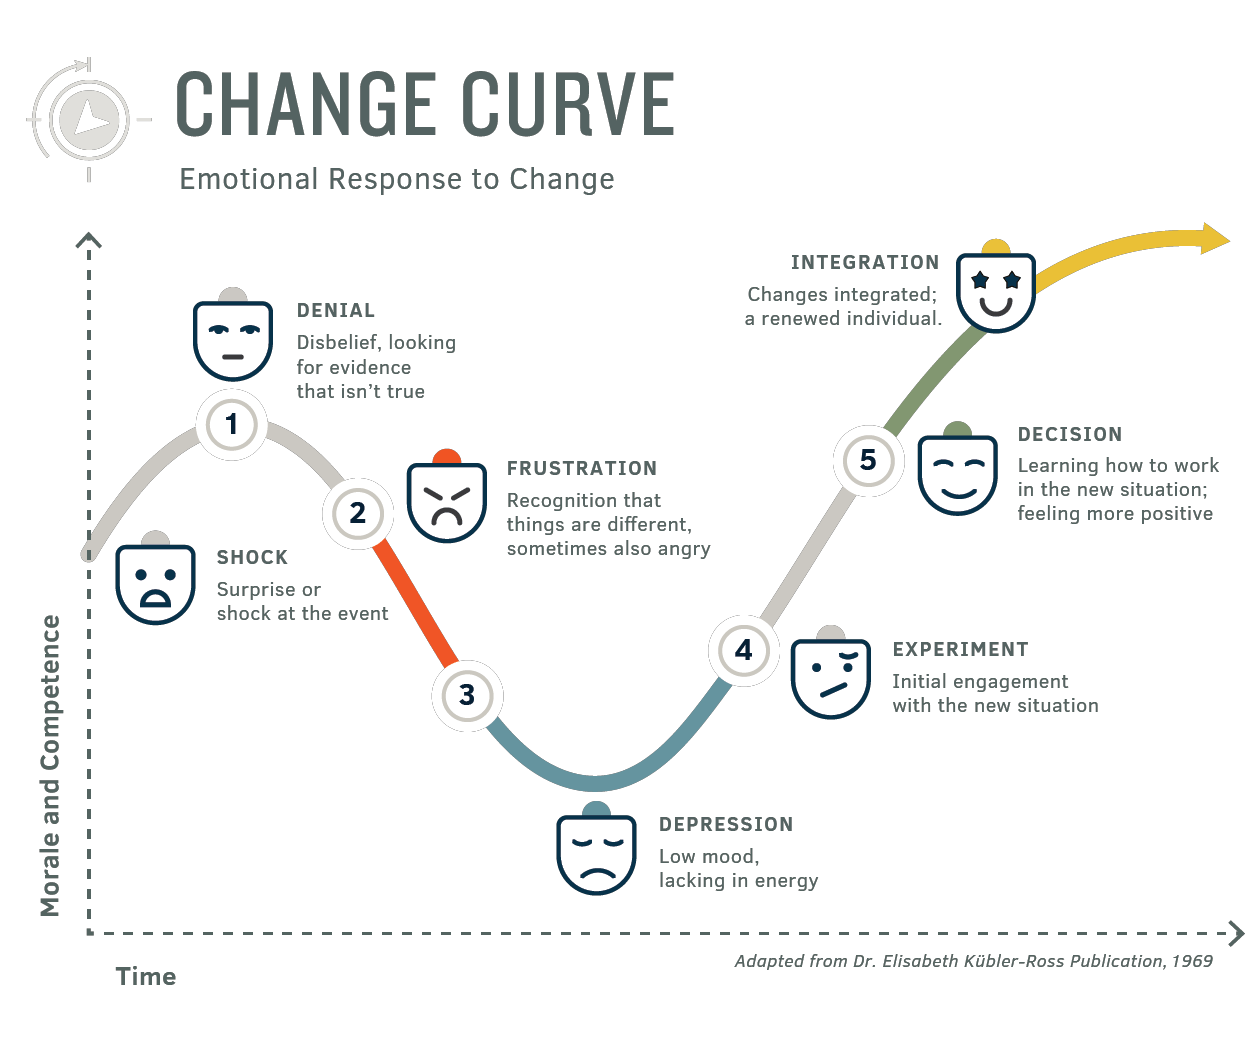 CHANGE CURVE
Emotional Response to Change
INTEGRATION
Changes integrated;
a renewed individual.
DENIAL
Disbelief, looking
for evidence
that isn't true
1
DECISION
Learning how to work
in the new situation;
feeling more positive
5
FRUSTRATION
Recognition that
things are different,
sometimes also angry
2
SHOCK
Surprise or
shock at the event
4
EXPERIMENT
Initial engagement
with the new situation
3
DEPRESSION
Low mood,
lacking in energy
Morale and Competence
Time
Adapted from Dr. Elisabeth Kübler-Ross Publication, 1969